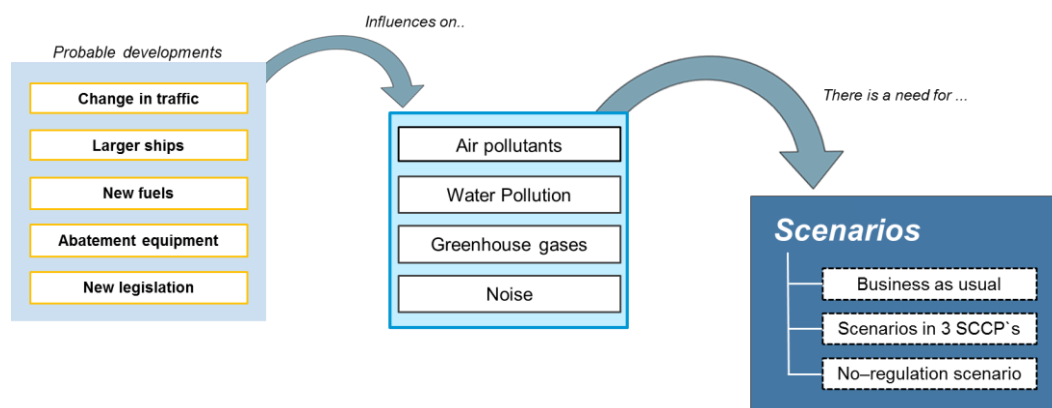 Influences on..
Probable developments
Change in traffic
Larger ships
New fuels
Abatement equipment
New legislation
Air pollutants
Water Pollution
Greenhouse gases
Noise
There is a need for ...
Scenarios
Business as usual
Scenarios in 3 SCCP`s
No–regulation scenario